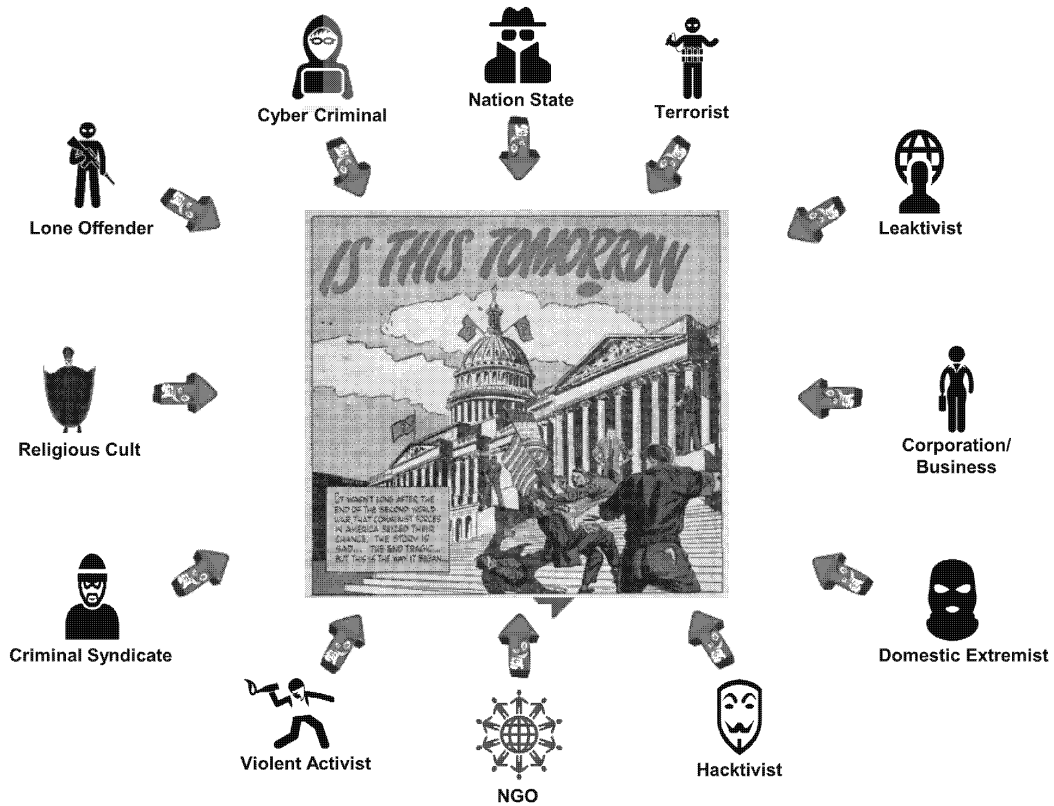 Cyber Criminal
Nation State
Terrorist
Lone Offender
Leaktivist
IS THIS TOMORROW
Religious Cult
Corporation/
Business
IT WASN'T LONG AFTER THE
END OF THE SECOND WORLD
WAR THAT COMMUNIST FORCES
IN AMERICA SEIZED THEIR
CHANCE. THE STORY IS
SAD... THE END TRAGIC...
BUT THIS IS THE WAY IT BEGAN...
Criminal Syndicate
Domestic Extremist
Violent Activist
NGO
Hacktivist